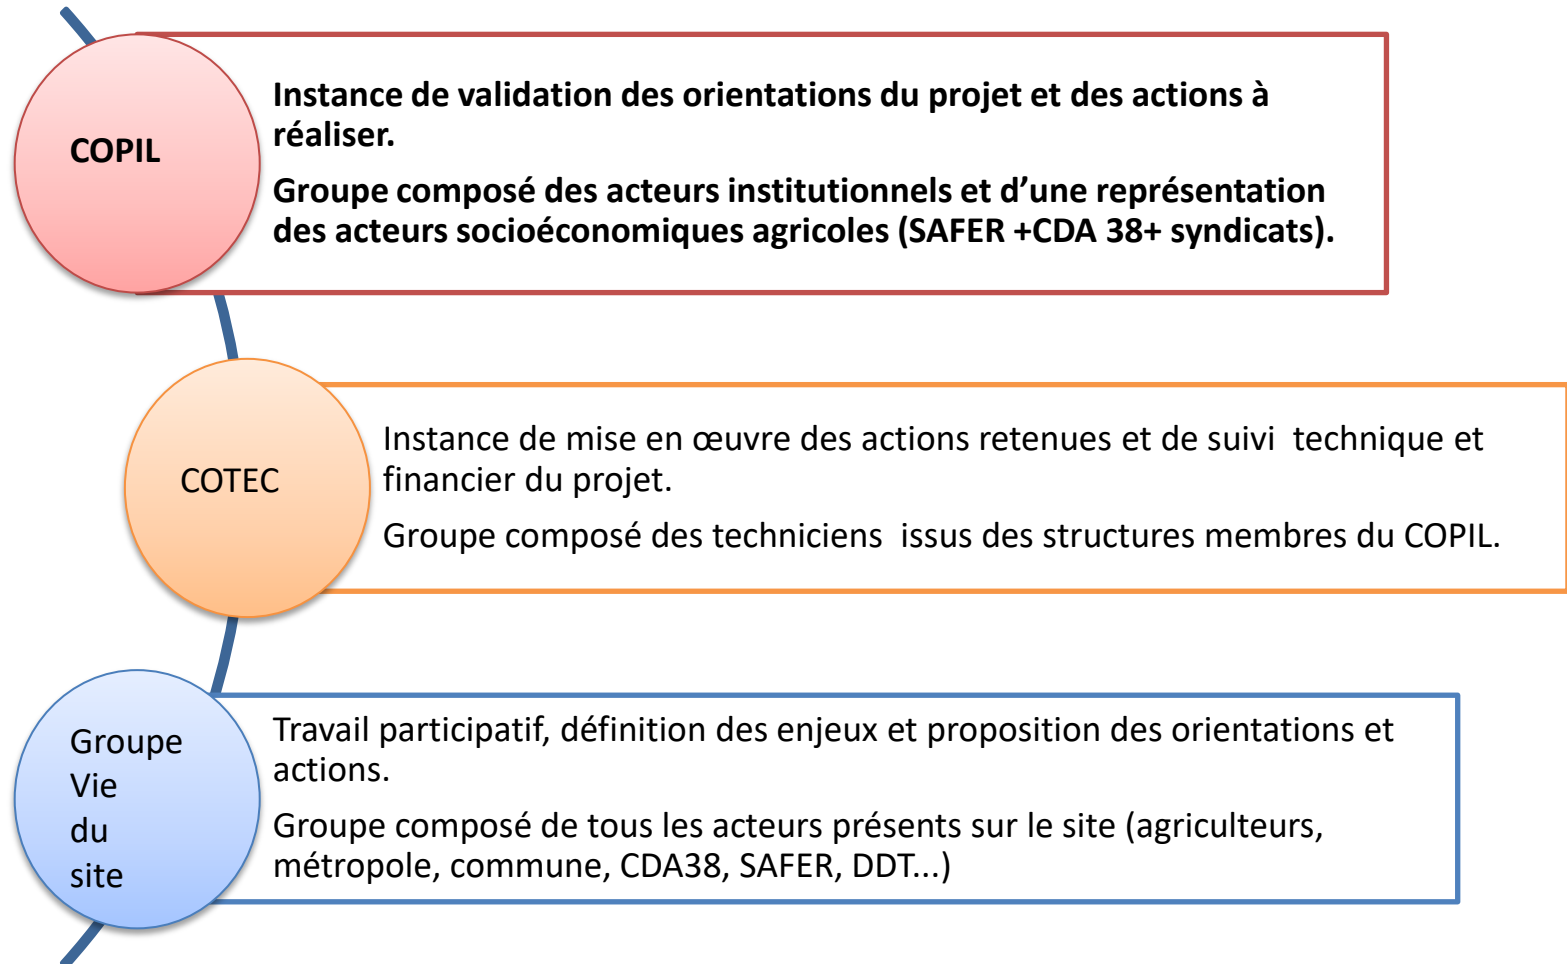 COPIL
Instance de validation des orientations du projet et des actions à
réaliser.
Groupe composé des acteurs institutionnels et d’une représentation
des acteurs socioéconomiques agricoles (SAFER +CDA 38+ syndicats).
COTEC
Instance de mise en œuvre des actions retenues et de suivi  technique et
financier du projet.
Groupe composé des techniciens  issus des structures membres du COPIL.
Groupe
Vie
du
site
Travail participatif, définition des enjeux et proposition des orientations et
actions.
Groupe composé de tous les acteurs présents sur le site (agriculteurs,
métropole, commune, CDA38, SAFER, DDT...)